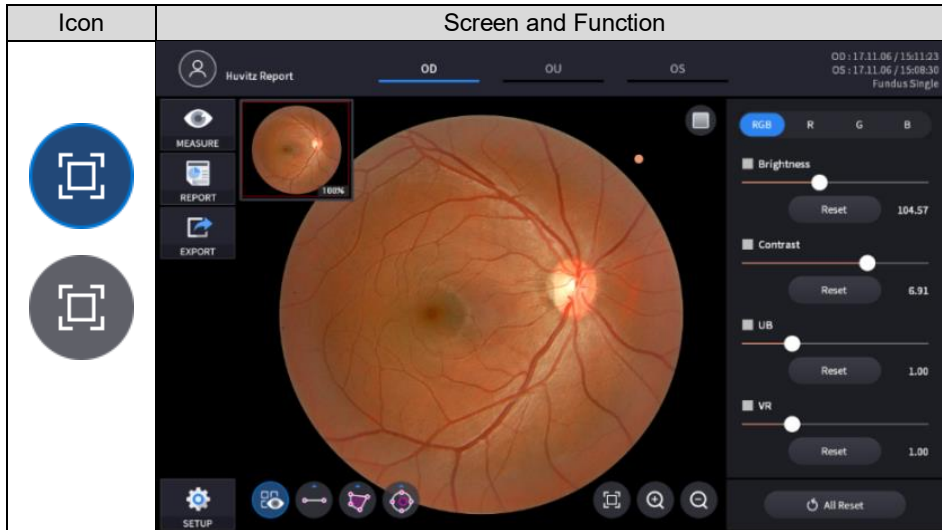 Icon
Screen and Function
Huvitz Report
OD
OU
OS
OD : 17.11.06 / 15:11:23
OS : 17.11.06 / 15:08:30
Fundus Single
MEASURE
REPORT
EXPORT
100%
RGB
R
G
B
Brightness
Reset
104.57
Contrast
Reset
6.91
UB
Reset
1.00
VR
Reset
1.00
SETUP
All Reset